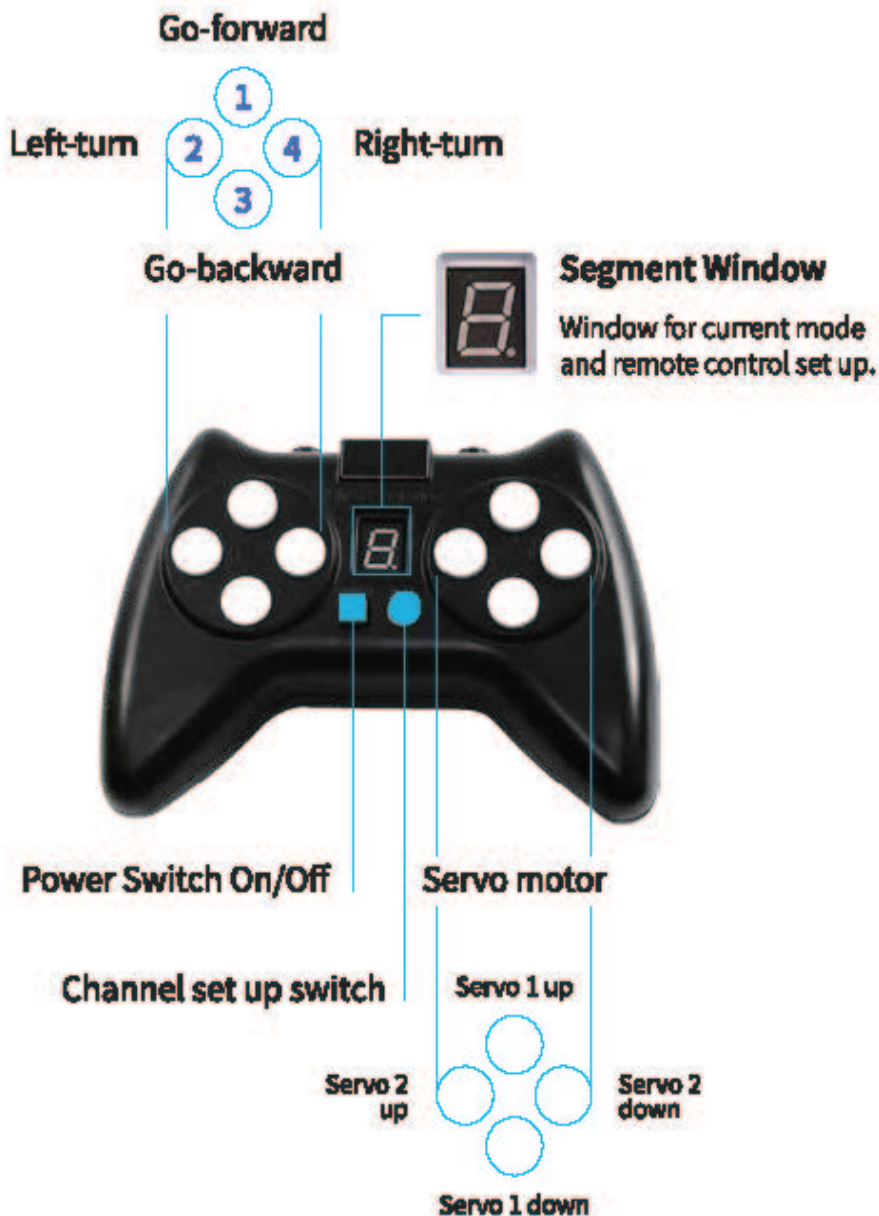 Go-forward
1
Left-turn
2
4
Right-turn
3
Go-backward
8.
Segment Window
Window for current mode
and remote control set up.
8.
Power Switch On/Off
Servo motor
Channel set up switch
Servo 1 up
Servo 2
up
Servo 2
down
Servo 1 down